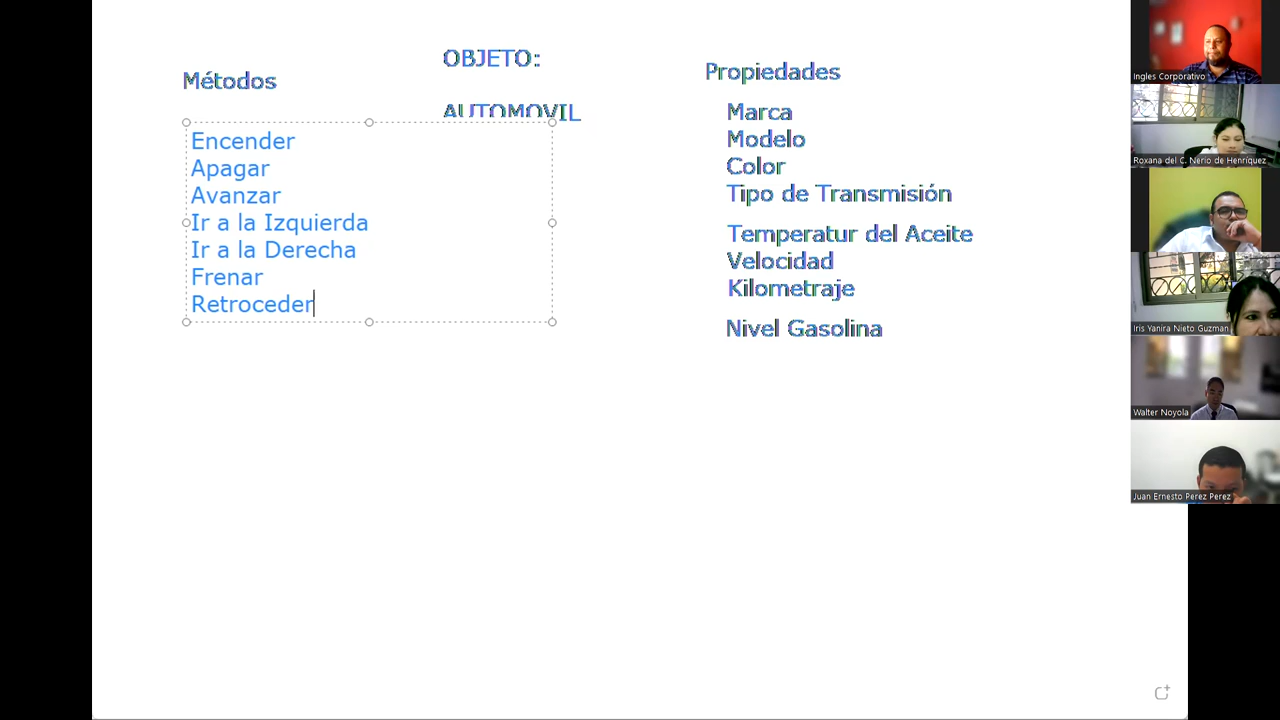 OBJETO:
AUTOMOVIL
Métodos
Encender
Apagar
Avanzar
Ir a la Izquierda
Ir a la Derecha
Frenar
Retroceder
Propiedades
Marca
Modelo
Color
Tipo de Transmisión
Temperatur del Aceite
Velocidad
Kilometraje
Nivel Gasolina
Ingles Corporativo
Roxana del C. Nerio de Henríquez
Iris Yanira Nieto Guzman
Walter Noyola
Juan Ernesto Perez Perez